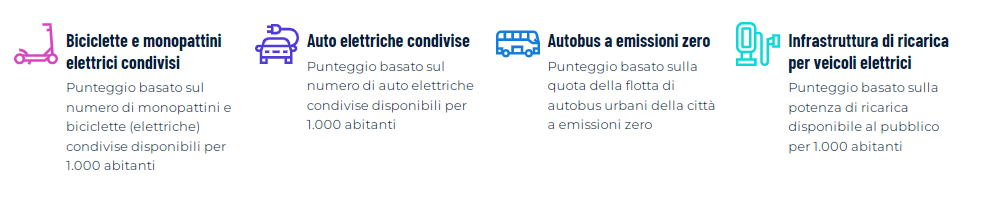 Biciclette e monopattini
elettrici condivisi
Punteggio basato sul
numero di monopattini e
biciclette (elettriche)
condivise disponibili per
1.000 abitanti
Auto elettriche condivise
Punteggio basato sul
numero di auto elettriche
condivise disponibili per
1.000 abitanti
Autobus a emissioni zero
Punteggio basato sulla
quota della flotta di
autobus urbani della città
a emissioni zero
Infrastruttura di ricarica
per veicoli elettrici
Punteggio basato sulla
potenza di ricarica
disponibile al pubblico
per 1.000 abitanti